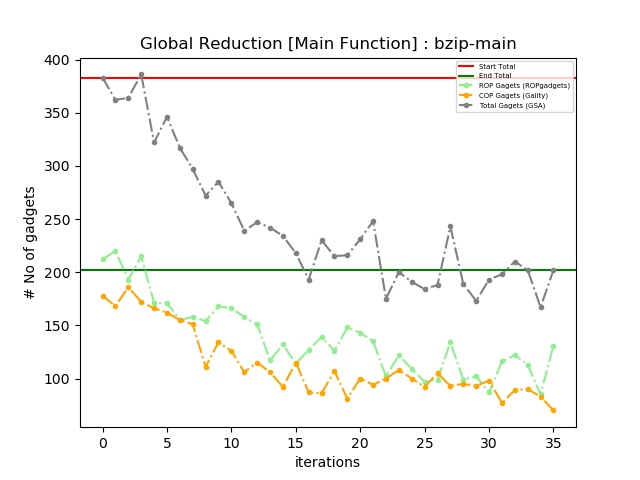 Global Reduction [Main Function] : bzip-main
400
350
300
250
200
150
100
# No of gadgets
Start Total
End Total
ROP Gagets (ROPgadgets)
COP Gagets (Gality)
Total Gagets (GSA)
0 5 10 15 20 25 30 35
iterations